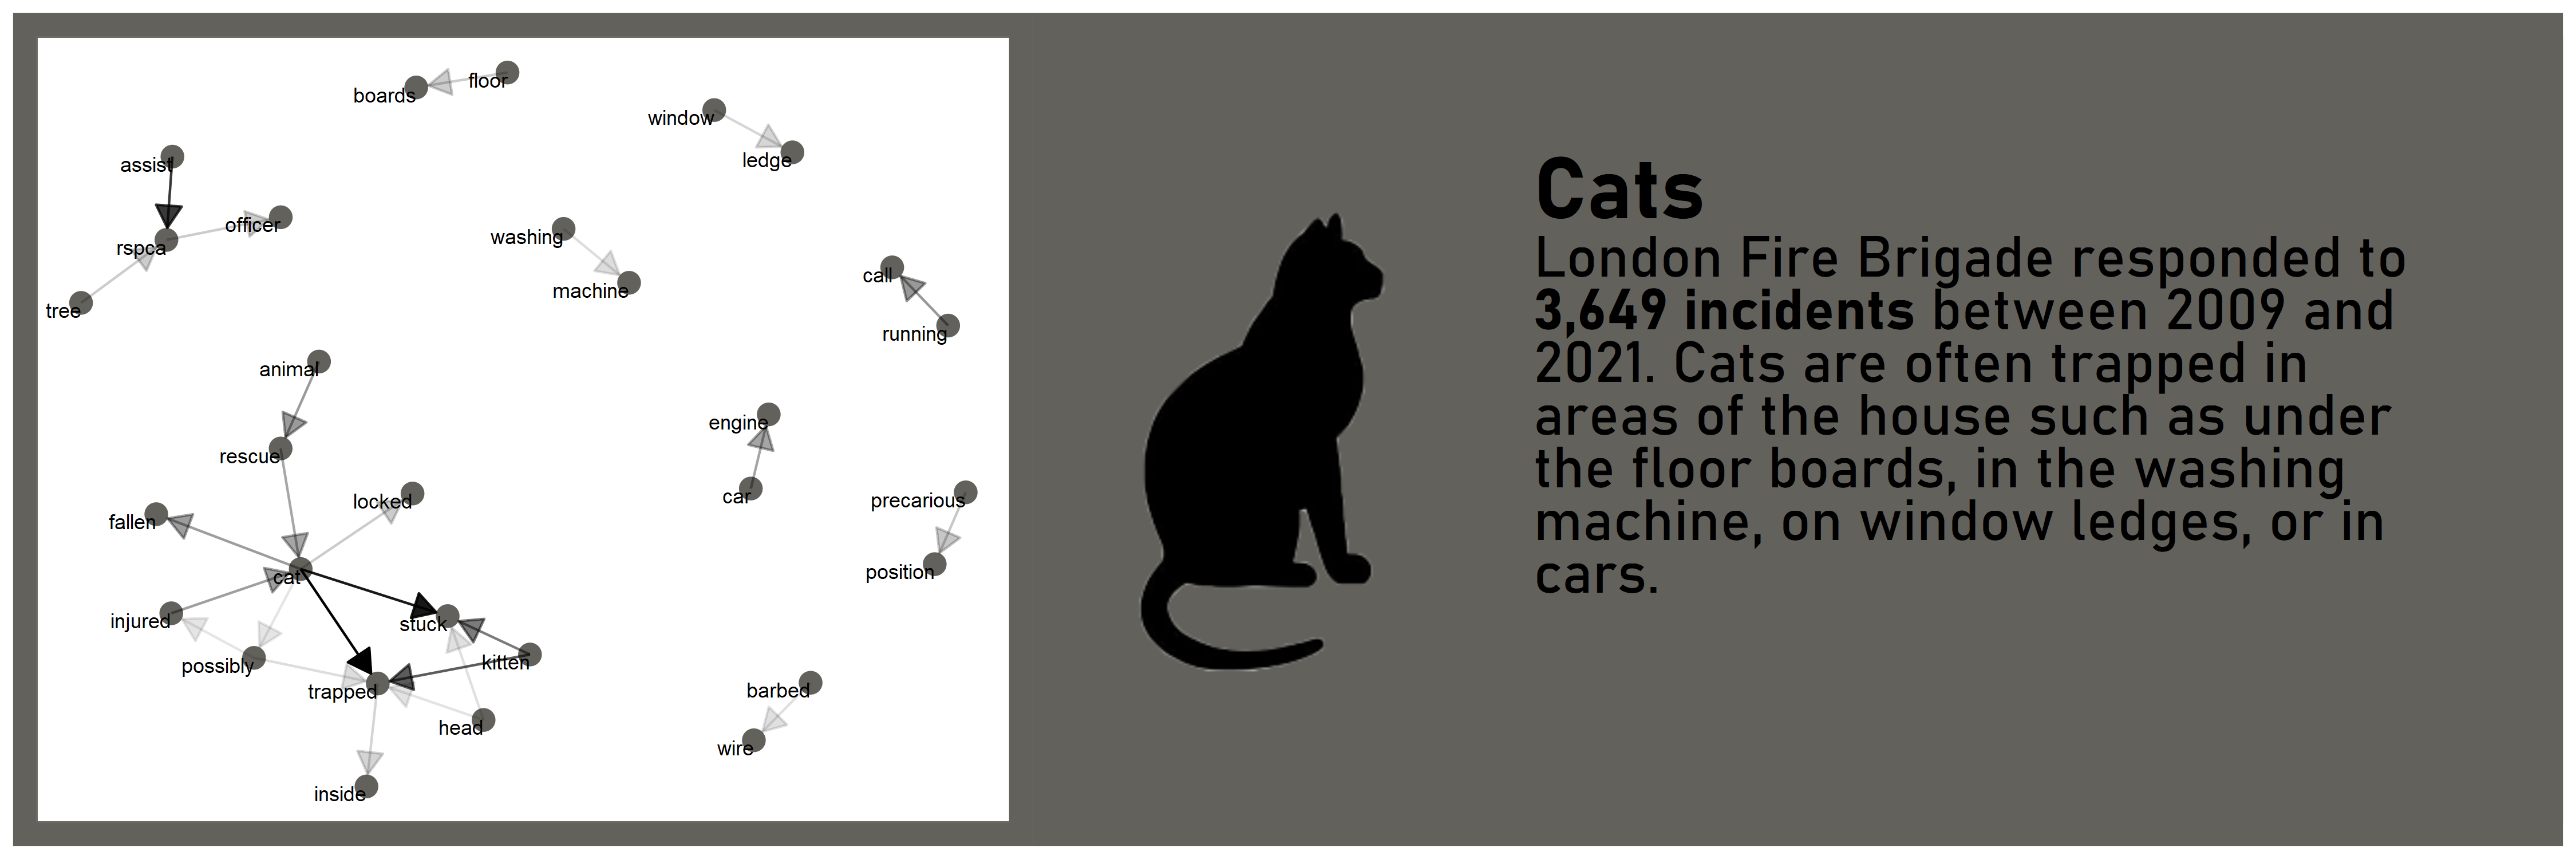 floor
boards
window
ledge
assist
officer
rspca
washing
tree
machine
call
running
animal
engine
rescue
car
locked
precarious
fallen
position
cat
injured
stuck
possibly
kitten
trapped
barbed
head
wire
inside
Cats
London Fire Brigade responded to
3,649 incidents between 2009 and
2021. Cats are often trapped in
areas of the house such as under
the floor boards, in the washing
machine, on window ledges, or in
cars.